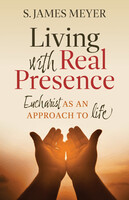 S. JAMES MEYER
Living
with Real
Presence
Eucharist AS AN
APPROACH TO life